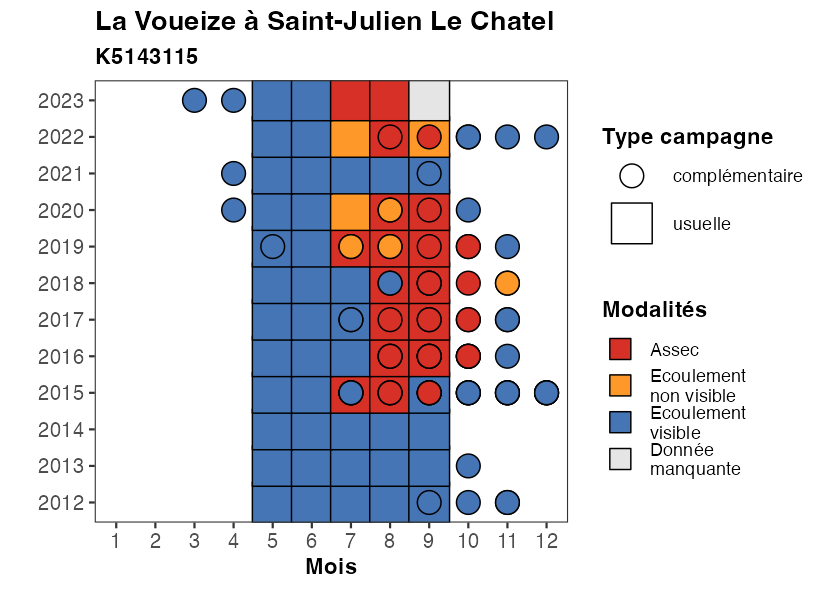 La Voueize à Saint-Julien Le Chatel
K5143115
2023
2022
2021
2020
2019
2018
2017
2016
2015
2014
2013
2012
1 2 3 4 5 6 7 8 9 10 11 12
Mois
Type campagne
complémentaire
usuelle
Modalités
Assec
Ecoulement
non visible
Ecoulement
visible
Donnée
manquante